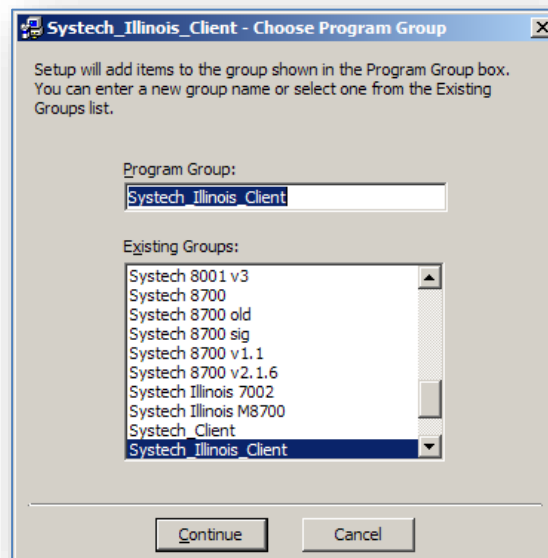 Systech_Illinois_Client - Choose Program Group
Setup will add items to the group shown in the Program Group box.
You can enter a new group name or select one from the Existing
Groups list.
Program Group:
Systech_Illinois_Client
Existing Groups:
Systech 8001 v3
Systech 8700
Systech 8700 old
Systech 8700 sig
Systech 8700 v1.1
Systech 8700 v2.1.6
Systech Illinois 7002
Systech Illinois M8700
Systech_Client
Systech_Illinois_Client
Continue
Cancel